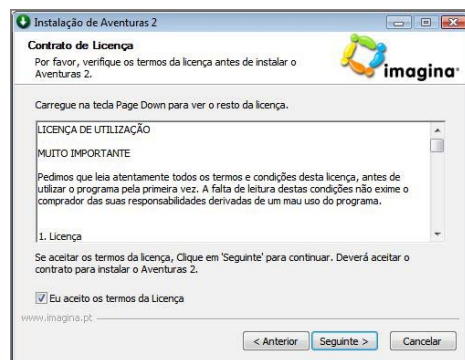 Instalação de Aventuras 2
Contrato de Licença
Por favor, verifique os termos da licença antes de instalar o
Aventuras 2.
imagina
Carregue na tecla Page Down para ver o resto da licença.
LICENÇA DE UTILIZAÇÃO
MUITO IMPORTANTE
Pedimos que leia atentamente todos os termos e condições desta licença, antes de
utilizar o programa pela primeira vez. A falta de leitura destas condições não exime o
comprador das suas responsabilidades derivadas de um mau uso do programa.
1. Licença
Se aceitar os termos da licença, Clique em 'Seguinte' para continuar. Deverá aceitar o
contrato para instalar o Aventuras 2.
Eu aceito os termos da Licença
www.imagina.pt
< Anterior Seguinte > Cancelar